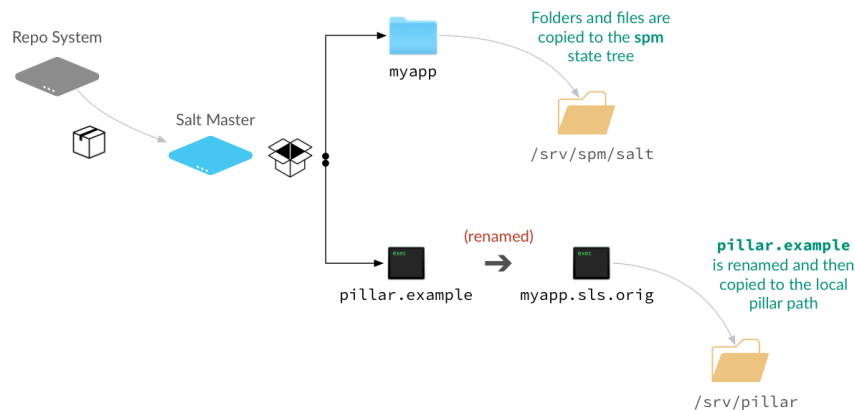 Repo System
Salt Master
myapp
Folders and files are
copied to the spm
state tree
/srv/spm/salt
exec
pillar.example
(renamed)
exec
myapp.sls.orig
pillar.example
is renamed and then
copied to the local
pillar path
/srv/pillar